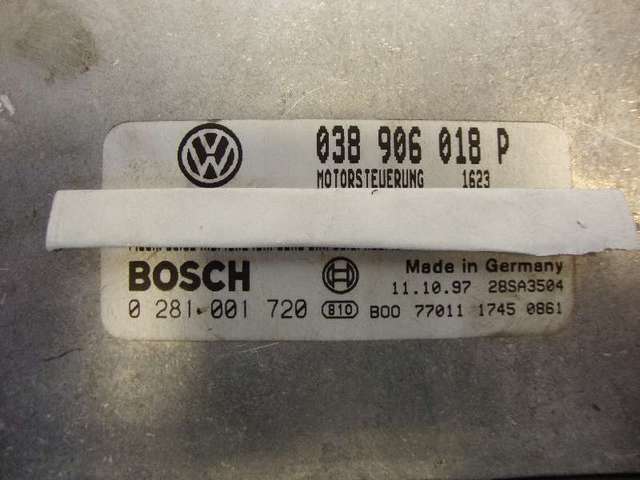 038 906 018 P
MOTORSTEUERUNG 1623
BOSCH Made in Germany
11.10.97 28SA3504
0 281 001 720 810 B00 77011 1745 0861